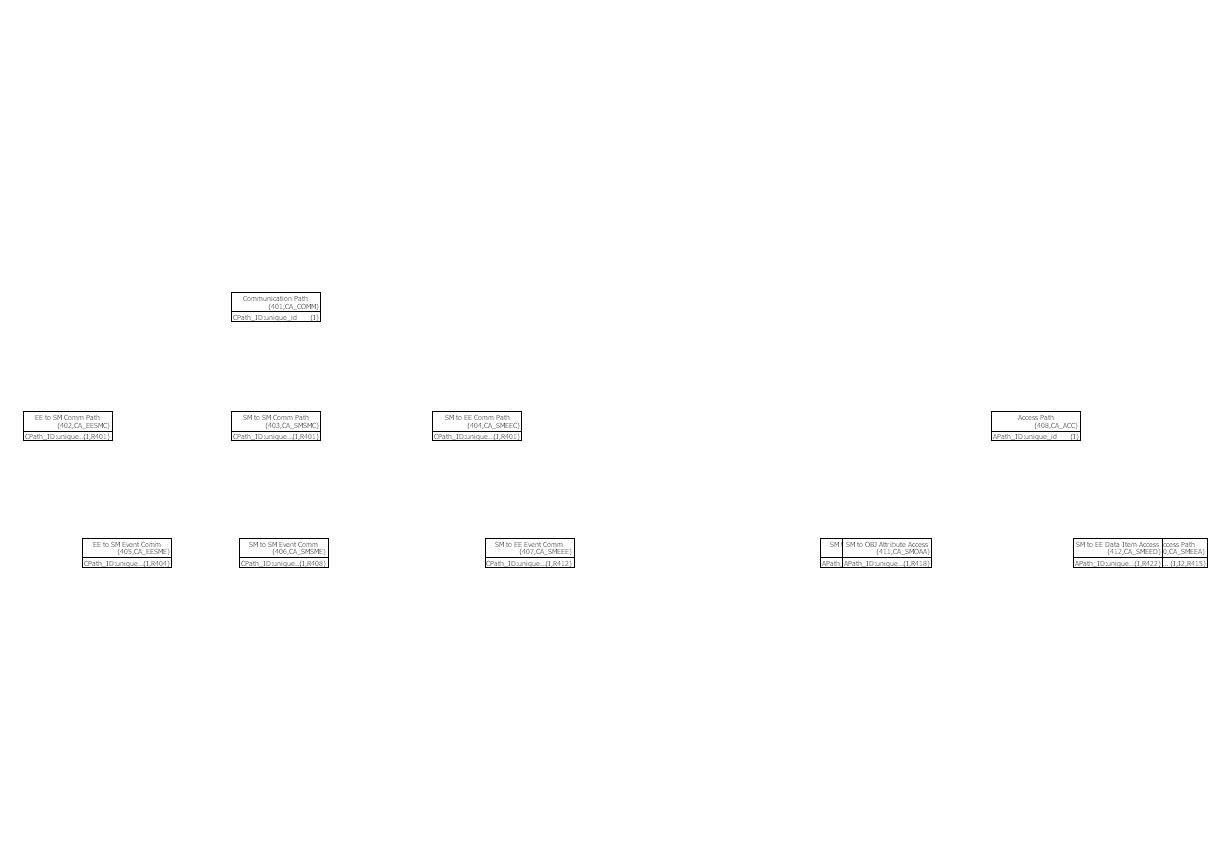 Communication Path
{401,CA_COMM}
CPath_ID:unique_id {I}
EE to SM Comm Path
{402,CA_EESMC}
CPath_ID:unique...{I,R401}
SM to SM Comm Path
{403,CA_SMSMC}
CPath_ID:unique...{I,R401}
SM to EE Comm Path
{404,CA_SMEEC}
CPath_ID:unique...{I,R401}
Access Path
{408,CA_ACC}
APath_ID:unique_id {I}
EE to SM Event Comm
{405,CA_EESME}
CPath_ID:unique...{I,R404}
SM to SM Event Comm
{406,CA_SMSME}
CPath_ID:unique...{I,R408}
SM to EE Event Comm
{407,CA_SMEEE}
CPath_ID:unique...{I,R412}
SM
APath_
SM to OBJ Attribute Access
{411,CA_SMOAA}
APath_ID:unique...{I,R418}
SM to EE Data Item Access
{412,CA_SMEED}
APath_ID:unique...{I,R422}
ccess Path
0,CA_SMEEA}
... {I,I2,R415}